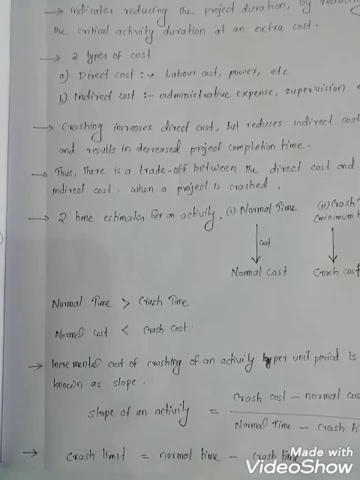 → Indicates reducing the project duration, by reducing
the critical activity duration at an extra cost.
→ 2 types of cost
a) Direct cost :→ Labour cost, power, etc
b) Indirect cost :- administrative expense, supervision
→ Crashing increases direct cost, but reduces indirect cost
and results in decreased project completion time.
→ Thus, there is a trade-off between the direct cost and
indirect cost, when a project is crashed.
→ 2 time estimates for an activity, (i) Normal Time (ii) Crash
(minimum
cost
Normal cost Crash cost
Normal Time > Crash Time
Normal cost < Crash cost
→ Incremental cost of crashing of an activity per unit period is
known as slope.
Slope of an activity = Crash cost - normal cos
Normal Time - crash ti
→ Crash limit = normal time - crash time
Made with
VideoShow